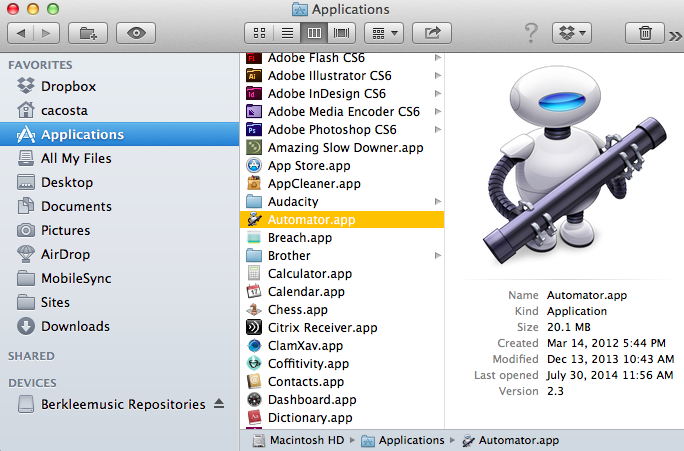 Applications
FAVORITES
Dropbox
cacosta
Applications
All My Files
Desktop
Documents
Pictures
AirDrop
MobileSync
Sites
Downloads
SHARED
DEVICES
Berkleemusic Repositories
Adobe Flash CS6
Adobe Illustrator CS6
Adobe InDesign CS6
Adobe Media Encoder CS6
Adobe Photoshop CS6
Amazing Slow Downer.app
App Store.app
AppCleaner.app
Audacity
Automator.app
Breach.app
Brother
Calculator.app
Calendar.app
Chess.app
Citrix Receiver.app
ClamXav.app
Coffitivity.app
Contacts.app
Dashboard.app
Dictionary.app
Name Automator.app
Kind Application
Size 20.1 MB
Created Mar 14, 2012 5:44 PM
Modified Dec 13, 2013 10:43 AM
Last opened July 30, 2014 11:56 AM
Version 2.3
Macintosh HD Applications Automator.app